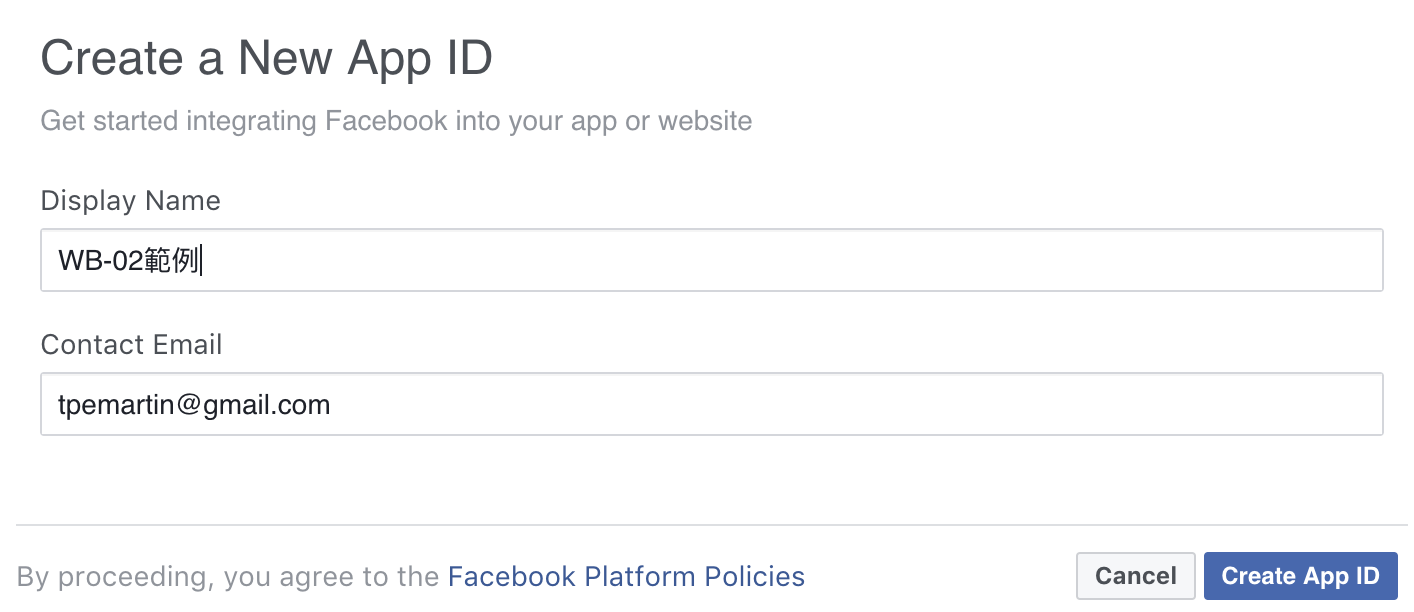 Create a New App ID
Get started integrating Facebook into your app or website
Display Name
WB-02範例
Contact Email
tpemartin@gmail.com
By proceeding, you agree to the Facebook Platform Policies
Cancel
Create App ID